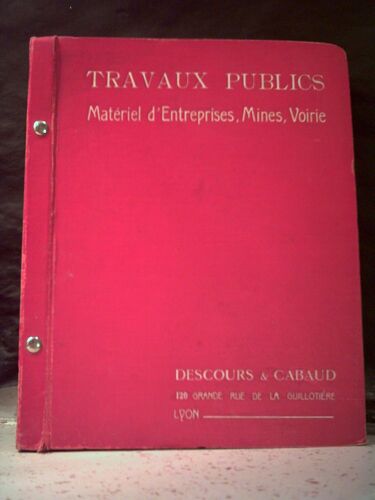 TRAVAUX PUBLICS
Matériel d'Entreprises, Mines, Voirie
DESCOURS & CABAUD
120 GRANDE RUE DE LA GUILLOTIÈRE
LYON